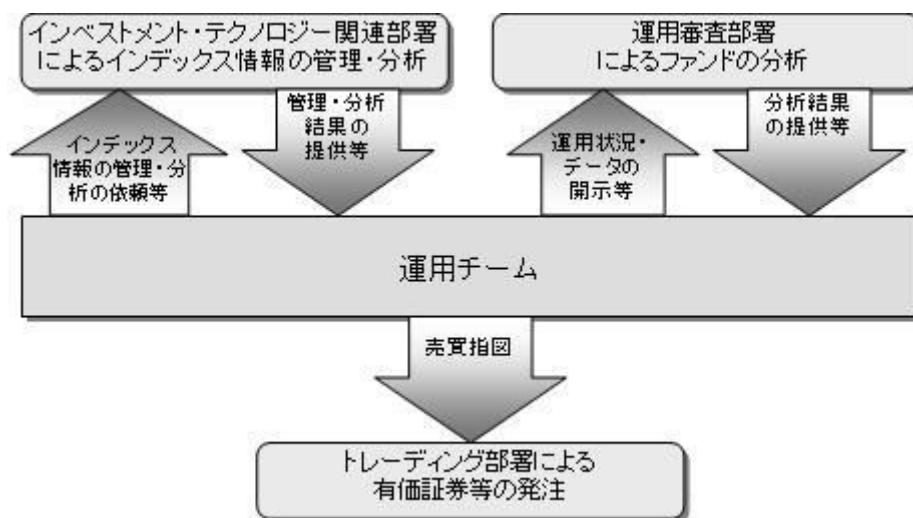 インベストメント・テクノロジー関連部署
によるインデックス情報の管理・分析
運用審査部署
によるファンドの分析
インデックス
情報の管理・分
析の依頼等
管理・分析
結果の
提供等
運用状況・
データの
開示等
分析結果
の提供等
運用チーム
売買指図
トレーディング部署による
有価証券等の発注